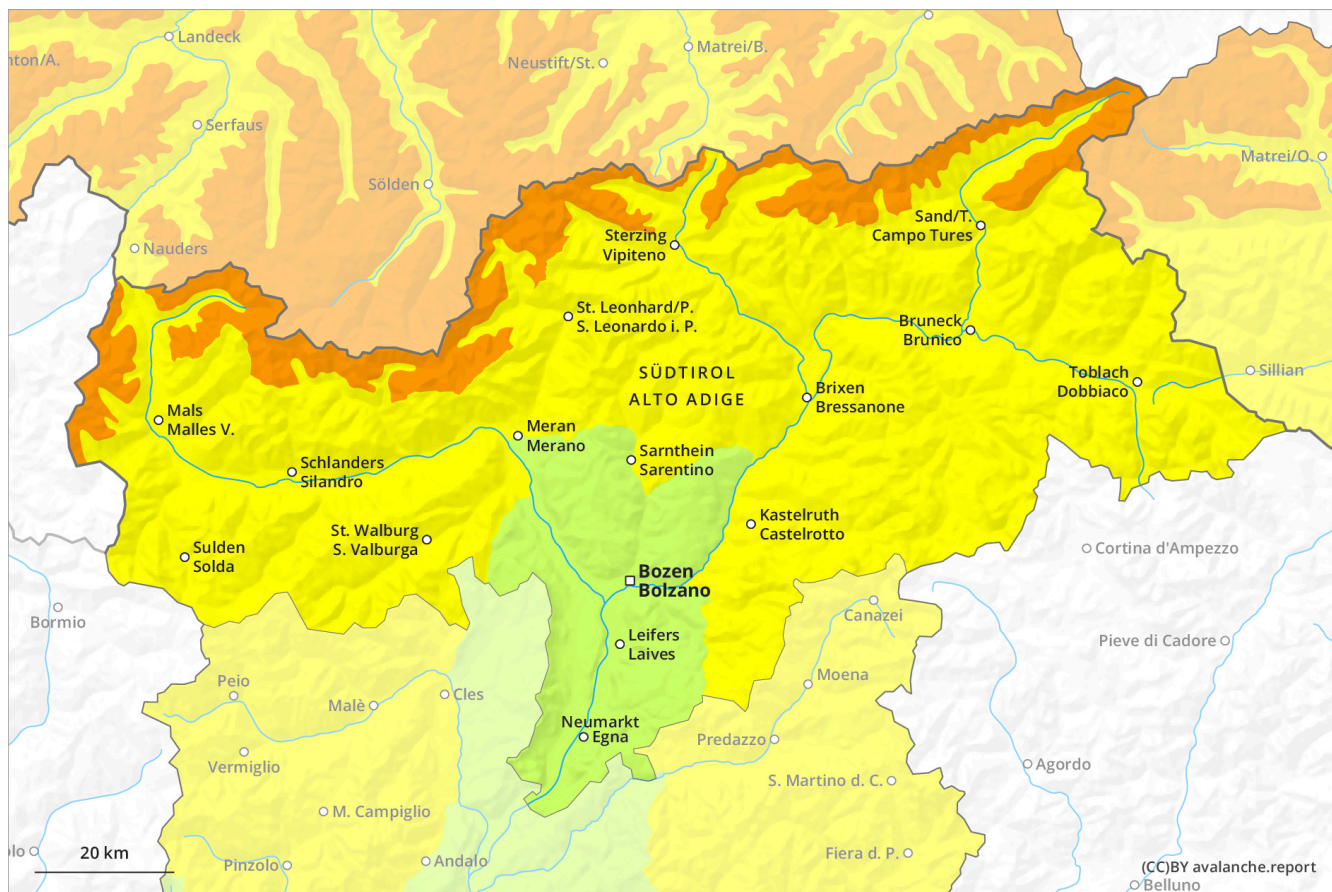 Landeck
Matrei/B.
nton/A.
Neustift/St.
Serfaus
Matrei/O.
Sölden
Sand/T.
Campo Tures
Sterzing
Vipiteno
Nauders
St. Leonhard/P.
S. Leonardo i. P.
Bruneck
Brunico
SÜDTIROL
ALTO ADIGE
Toblach
Dobbiaco
Sillian
Brixen
Bressanone
Mals
Malles V.
Meran
Merano
Sarnthein
Sarentino
Schlanders
Silandro
Kastelruth
Castelrotto
St. Walburg
S. Valburga
Sulden
Solda
Cortina d'Ampezzo
Bozen
Bolzano
Bormio
Canazei
Leifers
Laives
Pieve di Cadore
Moena
Peio
Cles
Malè
Neumarkt
Egna
Predazzo
Vermiglio
Agordo
S. Martino d. C.
M. Campiglio
20 km
olo
Pinzolo
Andalo
Fiera d. P.
(CC)BY avalanche.report
Belluno